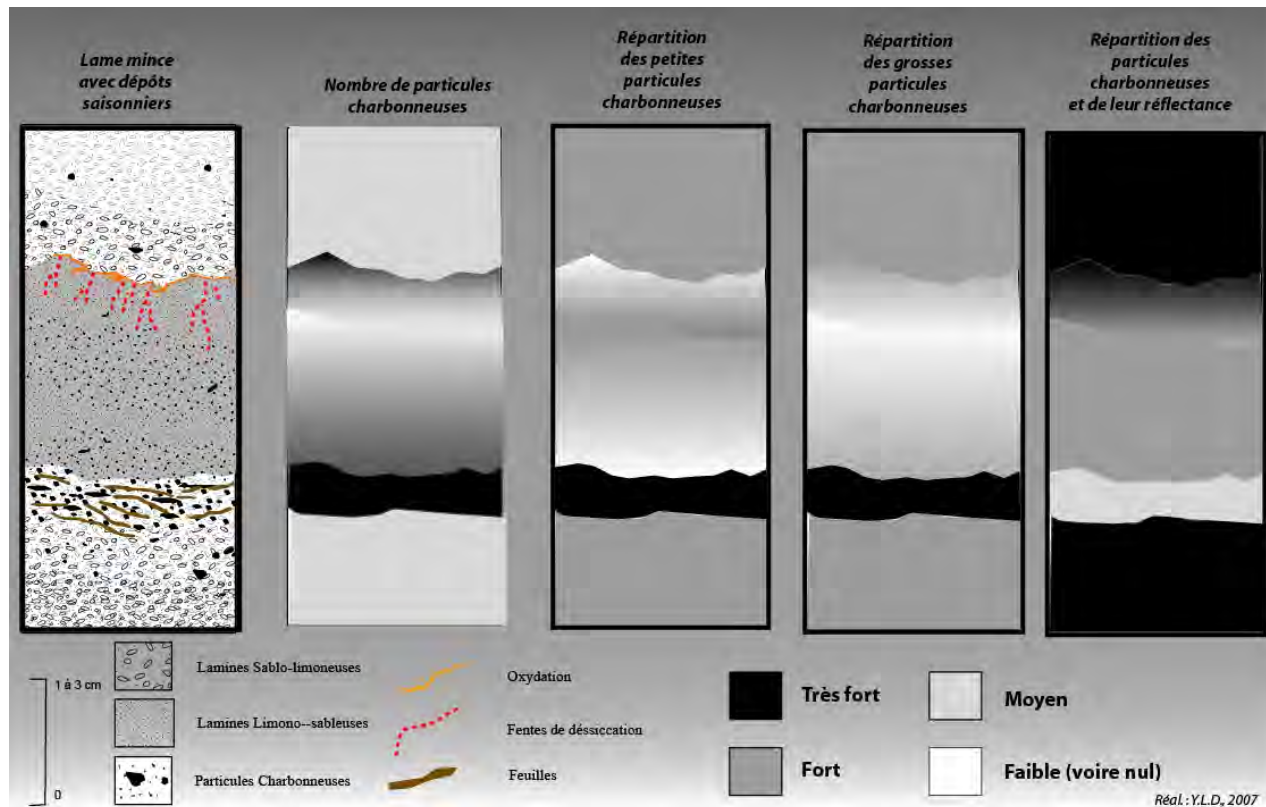 Lame mince
avec dépôts
saisonniers
Nombre de particules
charbonneuses
Répartition
des petites
particules
charbonneuses
Répartition
des grosses
particules
charbonneuses
Répartition des
particules
charbonneuses
et de leur réflectance
1 à 3 cm
0
Lamines Sablo-limoneuses
Lamines Limono--sableuses
Particules Charbonneuses
Oxydation
Fentes de déssiccation
Feuilles
Très fort
Fort
Moyen
Faible (voire nul)
Réal. : Y.L.D., 2007